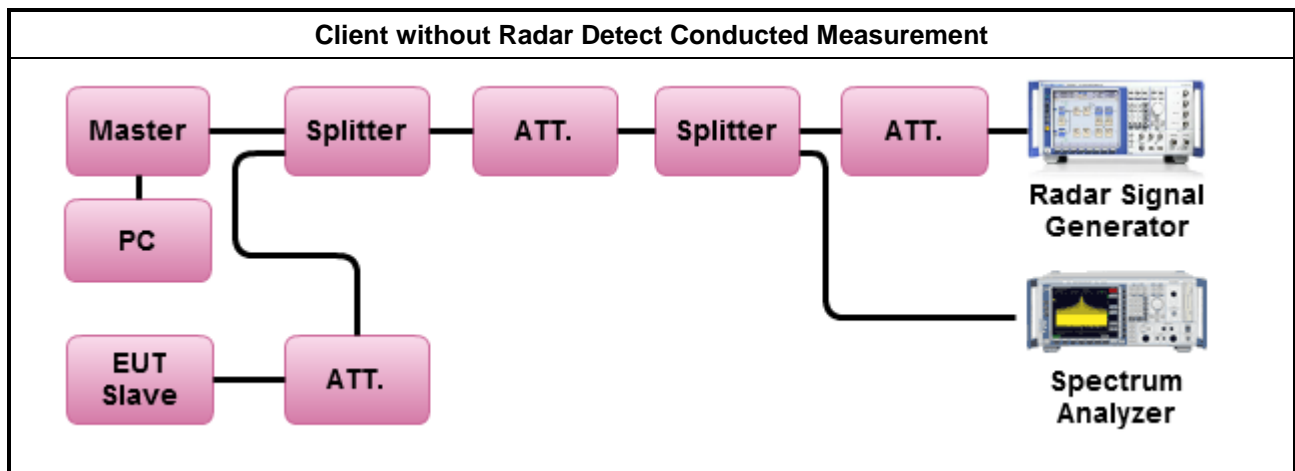 Client without Radar Detect Conducted Measurement
Master
Splitter
ATT.
Splitter
ATT.
Radar Signal
Generator
PC
EUT
Slave
ATT.
Spectrum
Analyzer